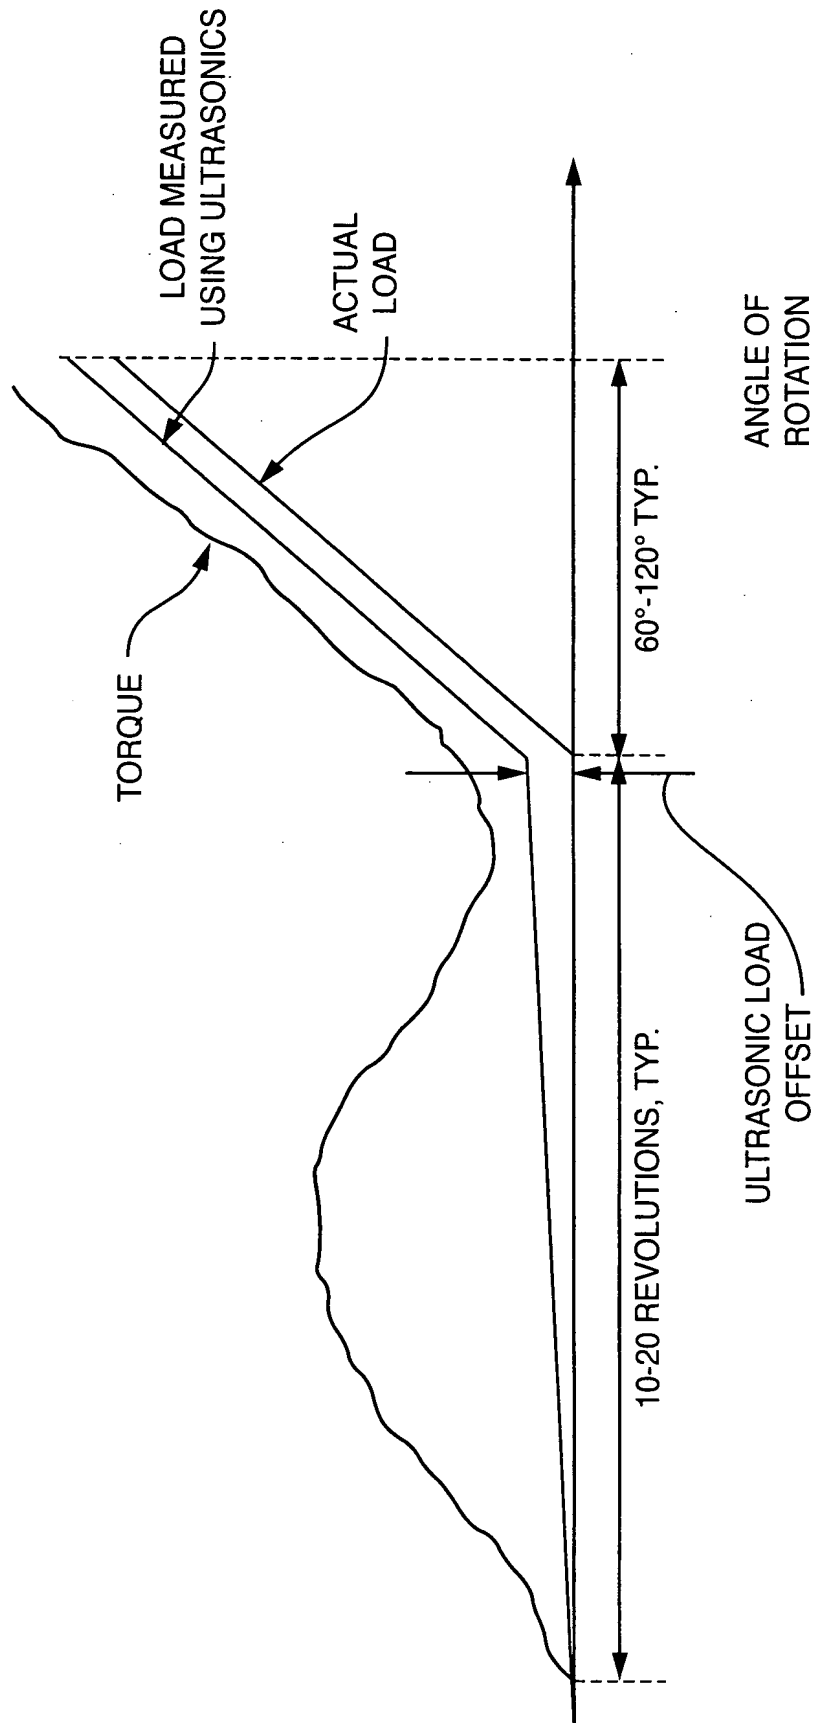 TORQUE
LOAD MEASURED
USING ULTRASONICS
ACTUAL
LOAD
10-20 REVOLUTIONS, TYP.
60°-120° TYP.
ULTRASONIC LOAD
OFFSET
ANGLE OF
ROTATION